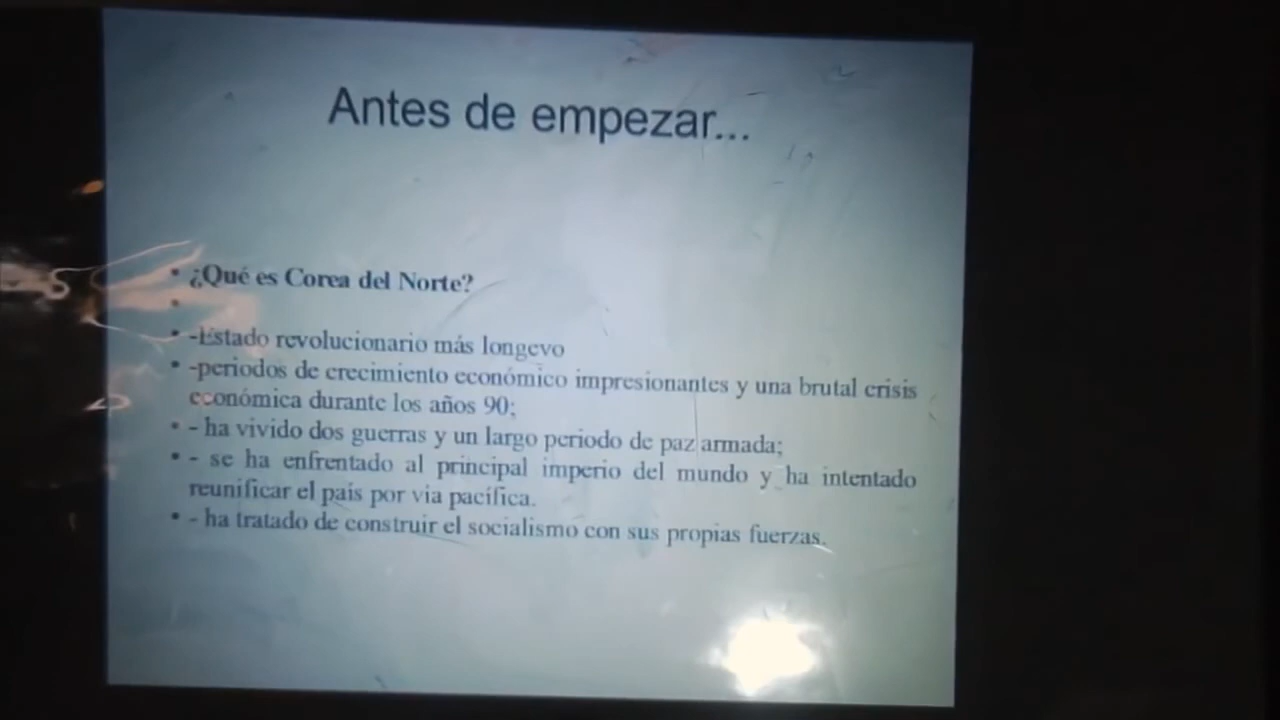 Antes de empezar...
• ¿Qué es Corea del Norte?
•
• -Estado revolucionario más longevo
• -periodos de crecimiento económico impresionantes y una brutal crisis
económica durante los años 90;
• - ha vivido dos guerras y un largo periodo de paz armada;
• - se ha enfrentado al principal imperio del mundo y ha intentado
reunificar el país por via pacífica.
• - ha tratado de construir el socialismo con sus propias fuerzas.